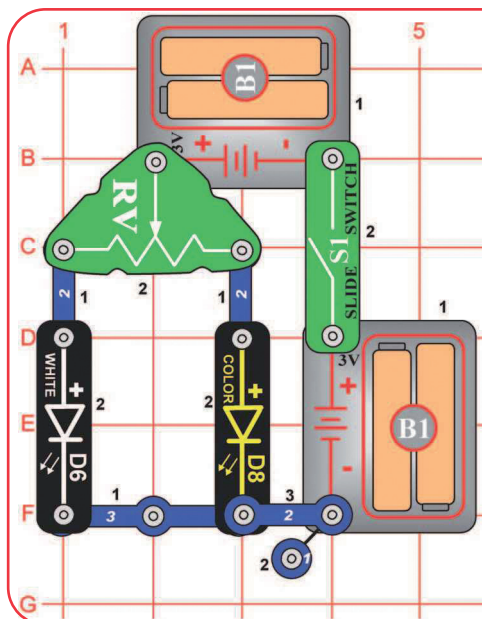 1 5
A
B1
1
3V + -
B
RV
S1 SLIDE SWITCH
2
C
2
2 1
1 2
1
D
3V
+
WHITE
+
2
D6
COLOR
+
2
D8
E
B1
-
1
3
3
2
F
2
1
G